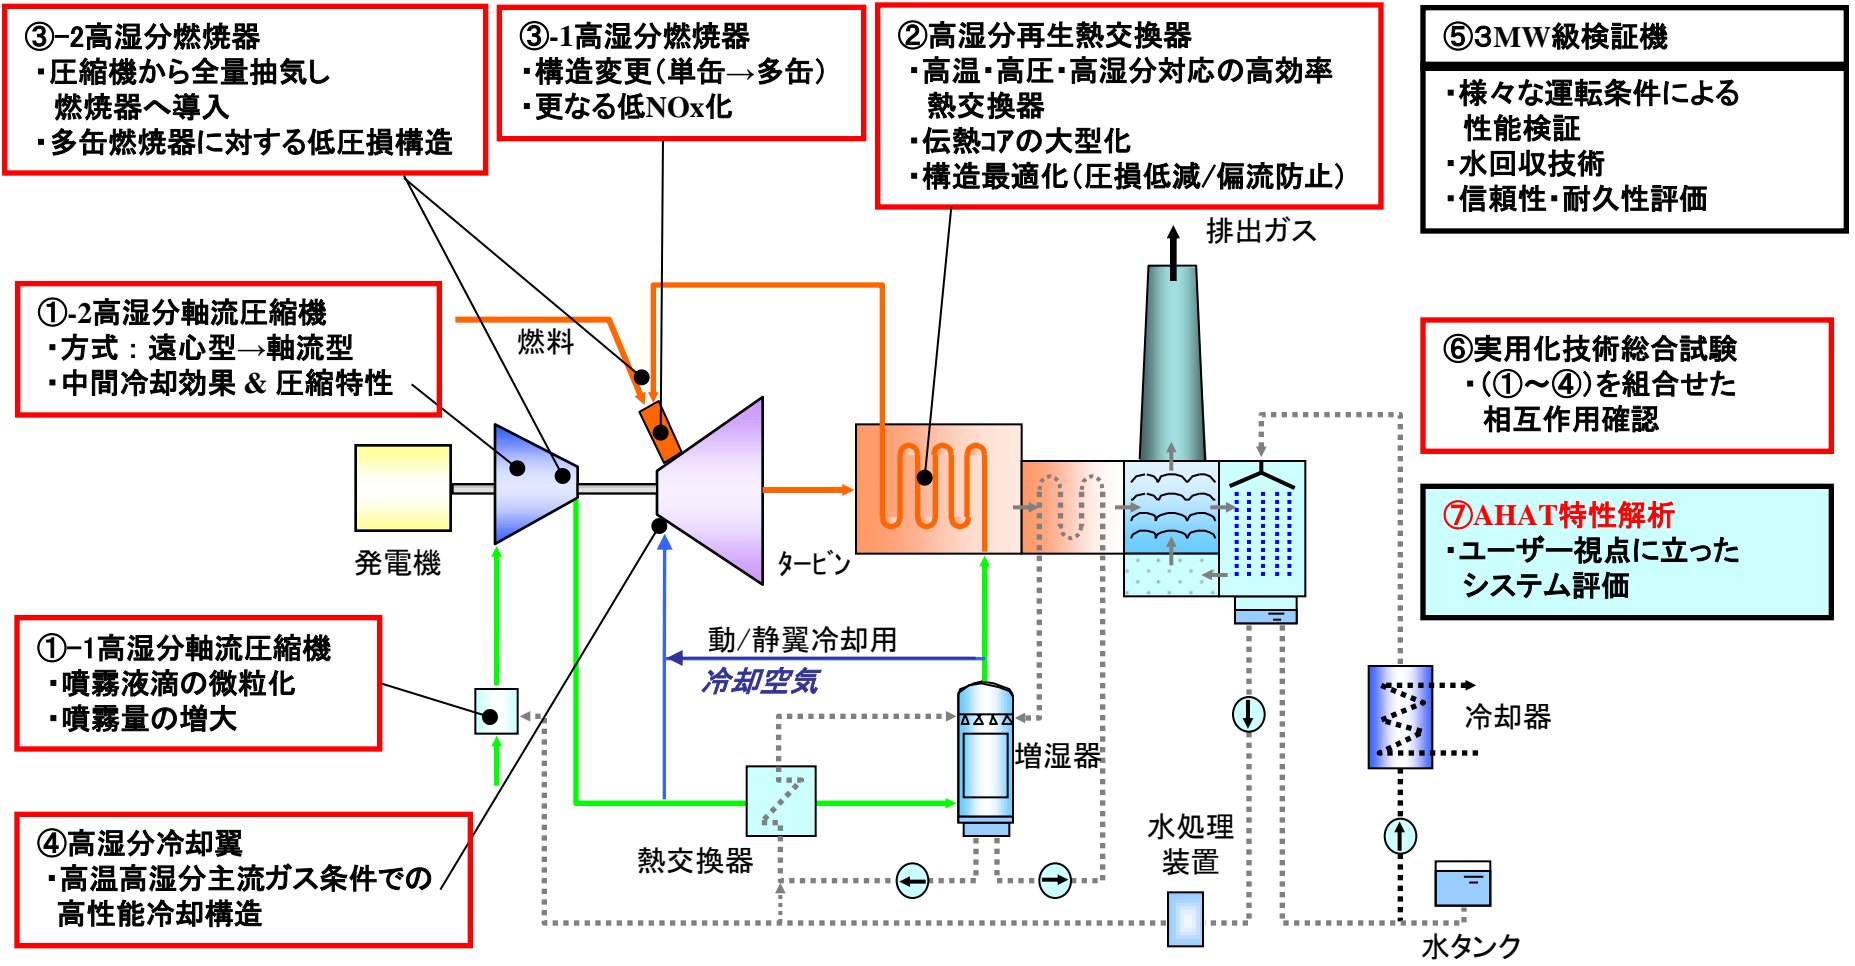 ③-2高湿分燃焼器
・圧縮機から全量抽気し
燃焼器へ導入
・多缶燃焼器に対する低圧損構造
③-1高湿分燃焼器
・構造変更(単缶→多缶)
・更なる低NOx化
②高湿分再生熱交換器
・高温・高圧・高湿分対応の高効率
熱交換器
・伝熱コアの大型化
・構造最適化(圧損低減/偏流防止)
⑤3MW級検証機
・様々な運転条件による
性能検証
・水回収技術
・信頼性・耐久性評価
排出ガス
①-2高湿分軸流圧縮機
・方式:遠心型→軸流型
・中間冷却効果 & 圧縮特性
燃料
⑥実用化技術総合試験
・(①~④)を組合せた
相互作用確認
⑦AHAT特性解析
・ユーザー視点に立った
システム評価
発電機
タービン
①-1高湿分軸流圧縮機
・噴霧液滴の微粒化
・噴霧量の増大
動/静翼冷却用
冷却空気
冷却器
増湿器
④高湿分冷却翼
・高温高湿分主流ガス条件での
高性能冷却構造
熱交換器
水処理
装置
水タンク